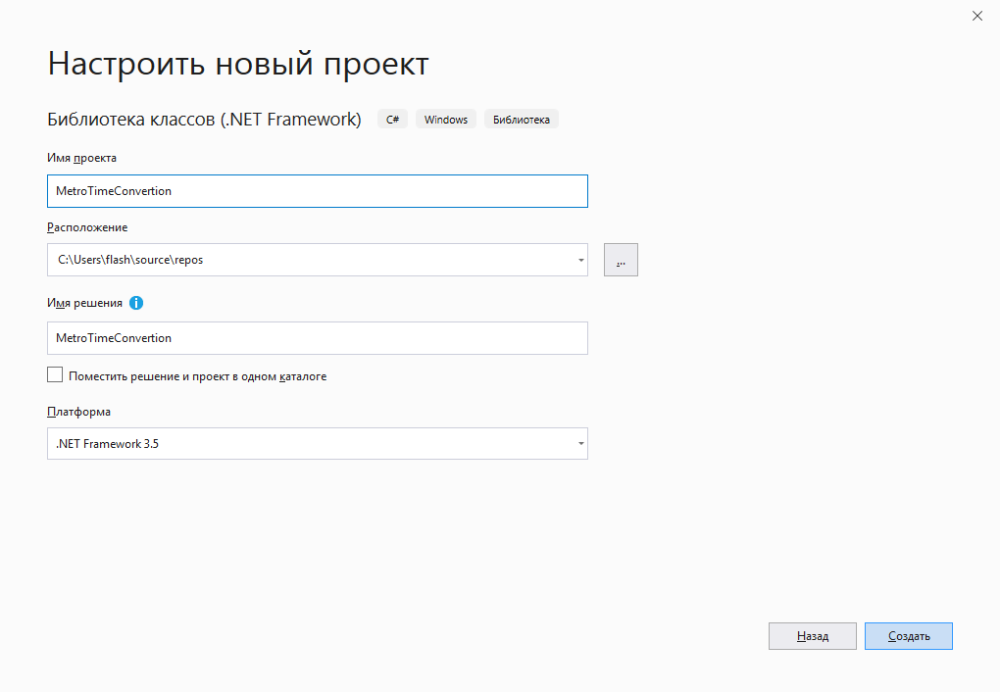 Настроить новый проект
Библиотека классов (.NET Framework) C# Windows Библиотека
Имя проекта
MetroTimeConvertion
Расположение
C:\Users\flash\source\repos
...
Имя решения
MetroTimeConvertion
Поместить решение и проект в одном каталоге
Платформа
.NET Framework 3.5
Назад Создать